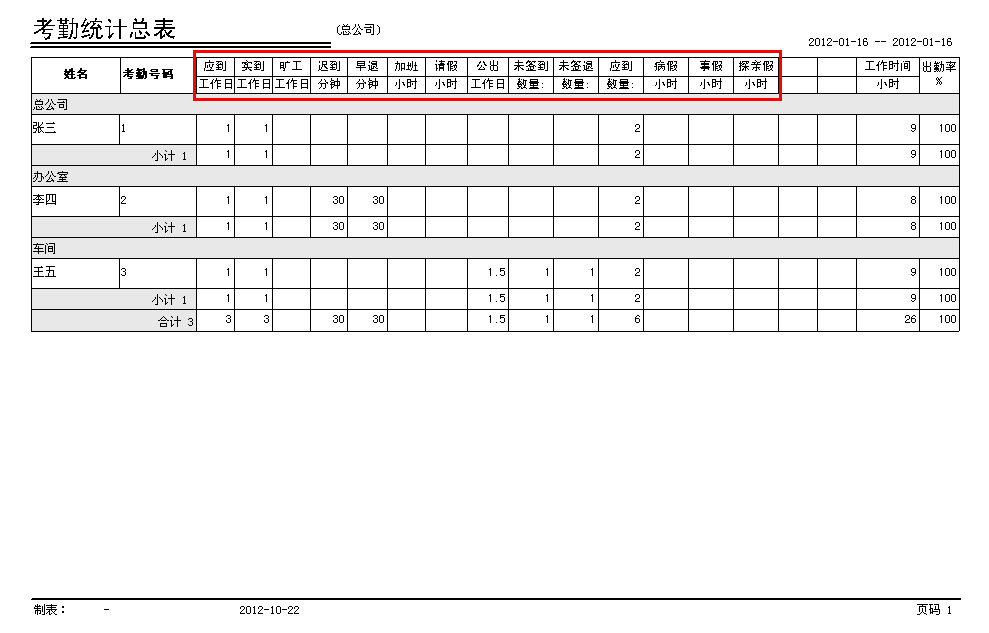 考勤统计总表 (总公司)
2012-01-16 -- 2012-01-16
姓名 考勤号码 应到 实到 旷工 迟到 早退 加班 请假 公出 未签到 未签退 应到 病假 事假 探亲假 工作时间 出勤率
工作日 工作日 工作日 分钟 分钟 小时 小时 工作日 数量: 数量: 数量: 小时 小时 小时 小时 %
总公司
张三 1 1 1 2 9 100
小计 1 1 1 2 9 100
办公室
李四 2 1 1 30 30 2 8 100
小计 1 1 1 30 30 2 8 100
车间
王五 3 1 1 1.5 1 1 2 9 100
小计 1 1 1 1.5 1 1 2 9 100
合计 3 3 3 30 30 1.5 1 1 6 26 100
制表： - 2012-10-22 页码 1